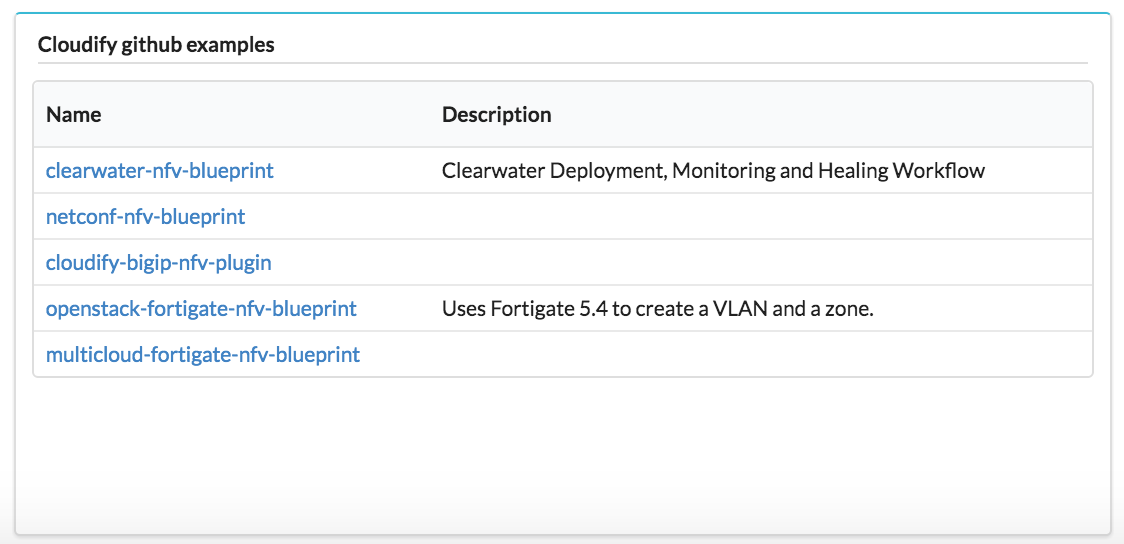 Cloudify github examples
Name Description
clearwater-nfv-blueprint Clearwater Deployment, Monitoring and Healing Workflow
netconf-nfv-blueprint
cloudify-bigip-nfv-plugin
openstack-fortigate-nfv-blueprint Uses Fortigate 5.4 to create a VLAN and a zone.
multicloud-fortigate-nfv-blueprint